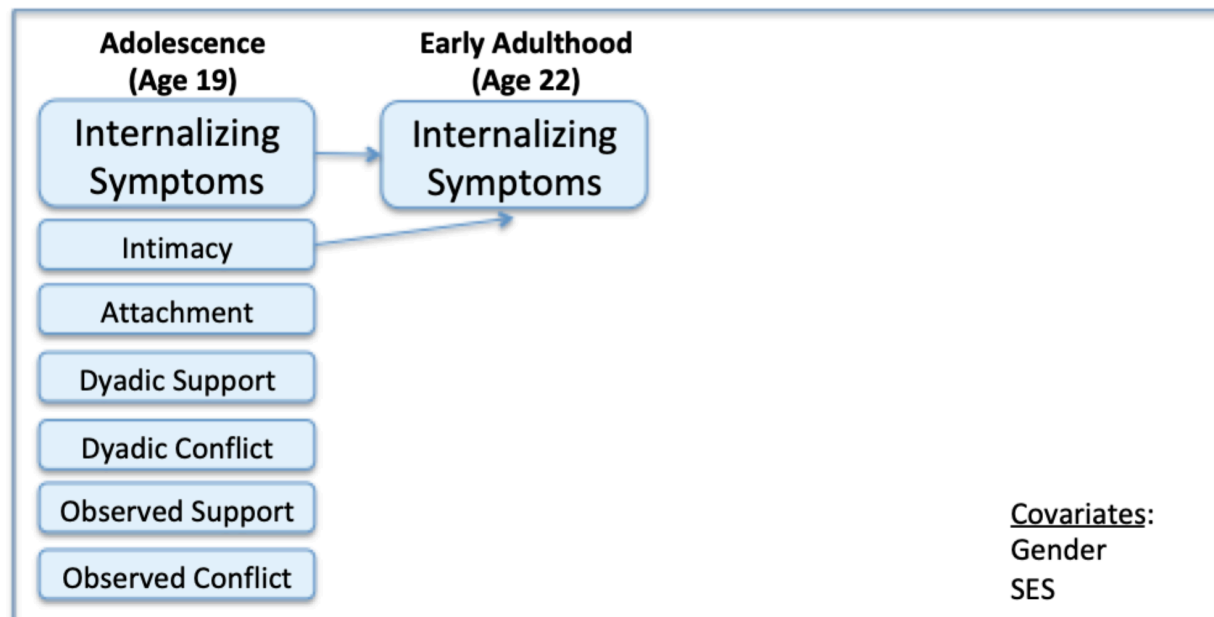 Adolescence
(Age 19)
Early Adulthood
(Age 22)
Internalizing
Symptoms
Internalizing
Symptoms
Intimacy
Attachment
Dyadic Support
Dyadic Conflict
Observed Support
Observed Conflict
Covariates:
Gender
SES